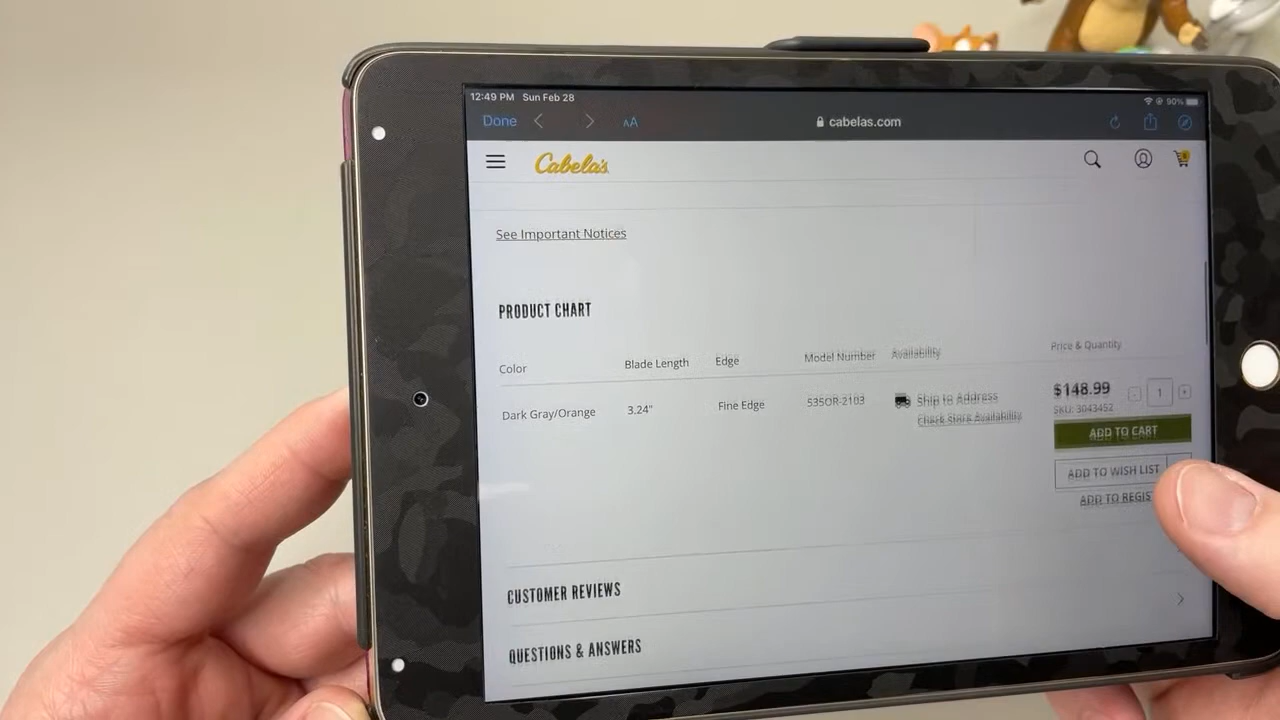 12:49 PM Sun Feb 28 90%
Done AA cabelas.com
Cabela's
See Important Notices
PRODUCT CHART
Color Blade Length Edge Model Number Availability Price & Quantity
Dark Gray/Orange 3.24" Fine Edge 535OR-2103 Ship to Address $148.99 - 1 +
Check Store Availability SKU: 3043452
ADD TO CART
ADD TO WISH LIST
ADD TO REGIS
CUSTOMER REVIEWS
QUESTIONS & ANSWERS